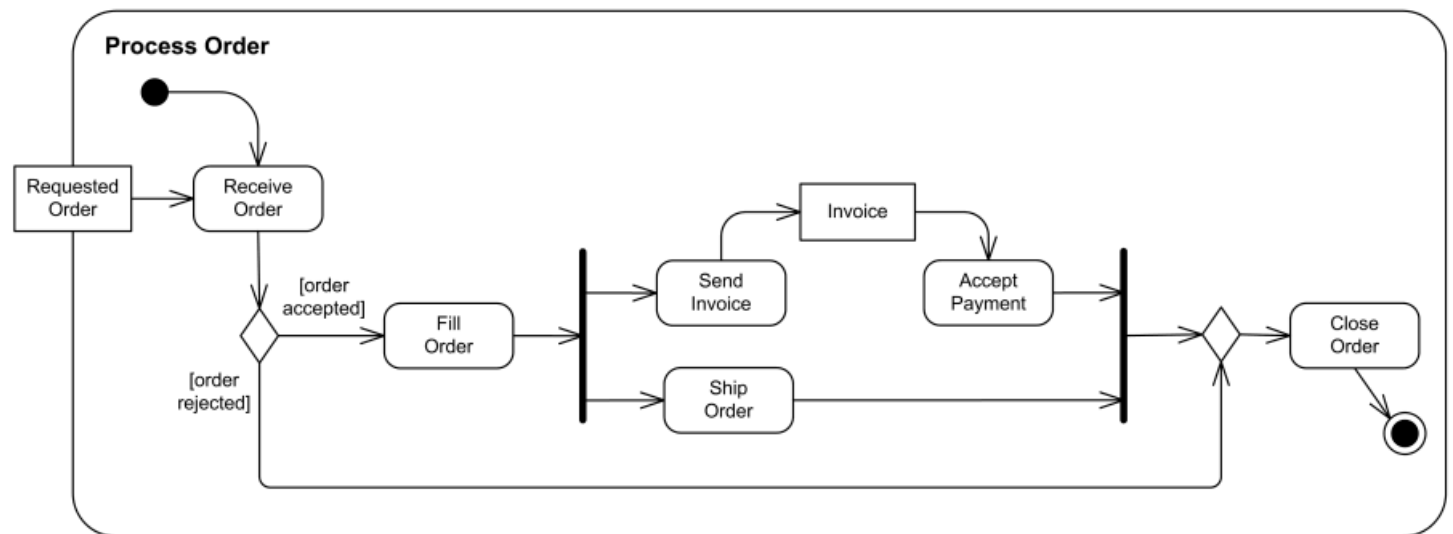 Process Order
Requested
Order
Receive
Order
[order
accepted]
[order
rejected]
Fill
Order
Send
Invoice
Invoice
Accept
Payment
Ship
Order
Close
Order